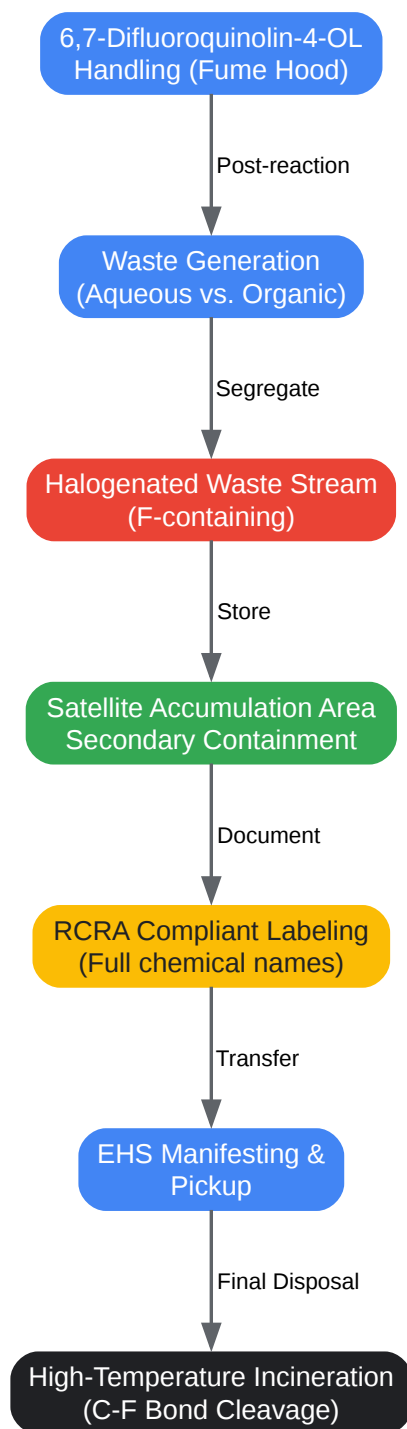 6,7-Difluoroquinolin-4-OL
Handling (Fume Hood)
Post-reaction
Waste Generation
(Aqueous vs. Organic)
Segregate
Halogenated Waste Stream
(F-containing)
Store
Satellite Accumulation Area
Secondary Containment
Document
RCRA Compliant Labeling
(Full chemical names)
Transfer
EHS Manifesting &
Pickup
Final Disposal
High-Temperature Incineration
(C-F Bond Cleavage)